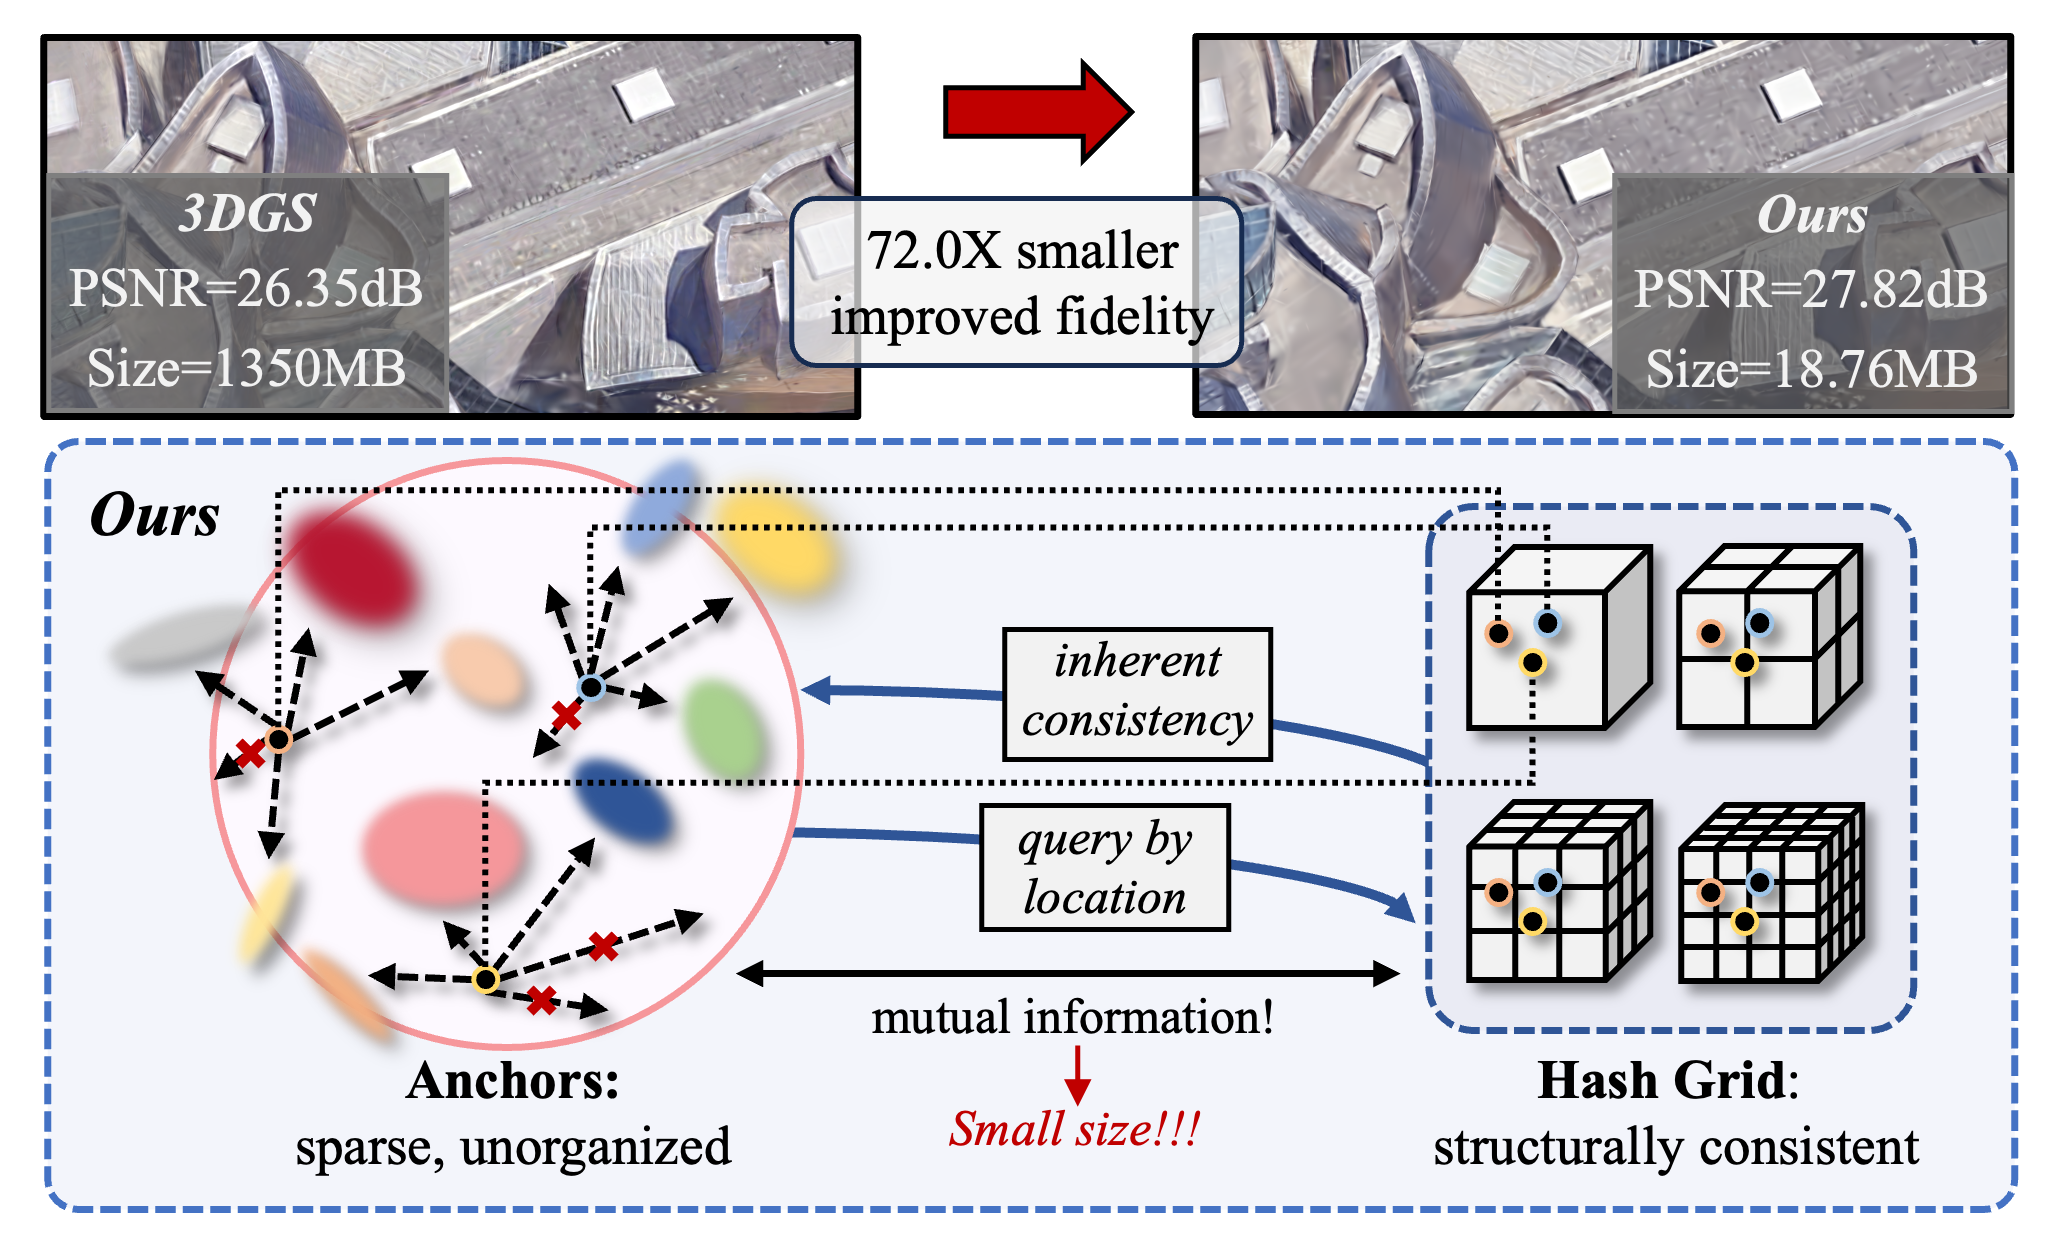 3DGS
PSNR=26.35dB
Size=1350MB
72.0X smaller
improved fidelity
Ours
PSNR=27.82dB
Size=18.76MB
Ours
inherent
consistency
query by
location
mutual information!
Small size!!!
Anchors:
sparse, unorganized
Hash Grid:
structurally consistent